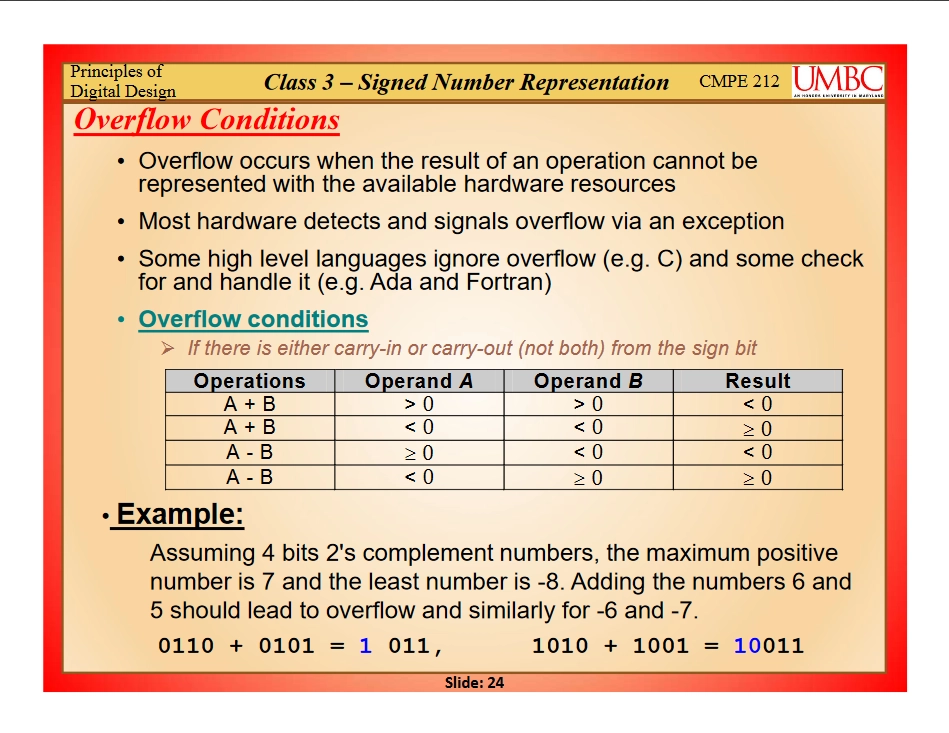 Principles of
Digital Design
Class 3 – Signed Number Representation
CMPE 212
UMBC
AN HONORS UNIVERSITY IN MARYLAND
Overflow Conditions
• Overflow occurs when the result of an operation cannot be
represented with the available hardware resources
• Most hardware detects and signals overflow via an exception
• Some high level languages ignore overflow (e.g. C) and some check
for and handle it (e.g. Ada and Fortran)
• Overflow conditions
➢ If there is either carry-in or carry-out (not both) from the sign bit
Operations Operand A Operand B Result
A + B > 0 > 0 < 0
A + B < 0 < 0 ≥ 0
A - B ≥ 0 < 0 < 0
A - B < 0 ≥ 0 ≥ 0
• Example:
Assuming 4 bits 2's complement numbers, the maximum positive
number is 7 and the least number is -8. Adding the numbers 6 and
5 should lead to overflow and similarly for -6 and -7.
0110 + 0101 = 1 011, 1010 + 1001 = 10011
Slide: 24